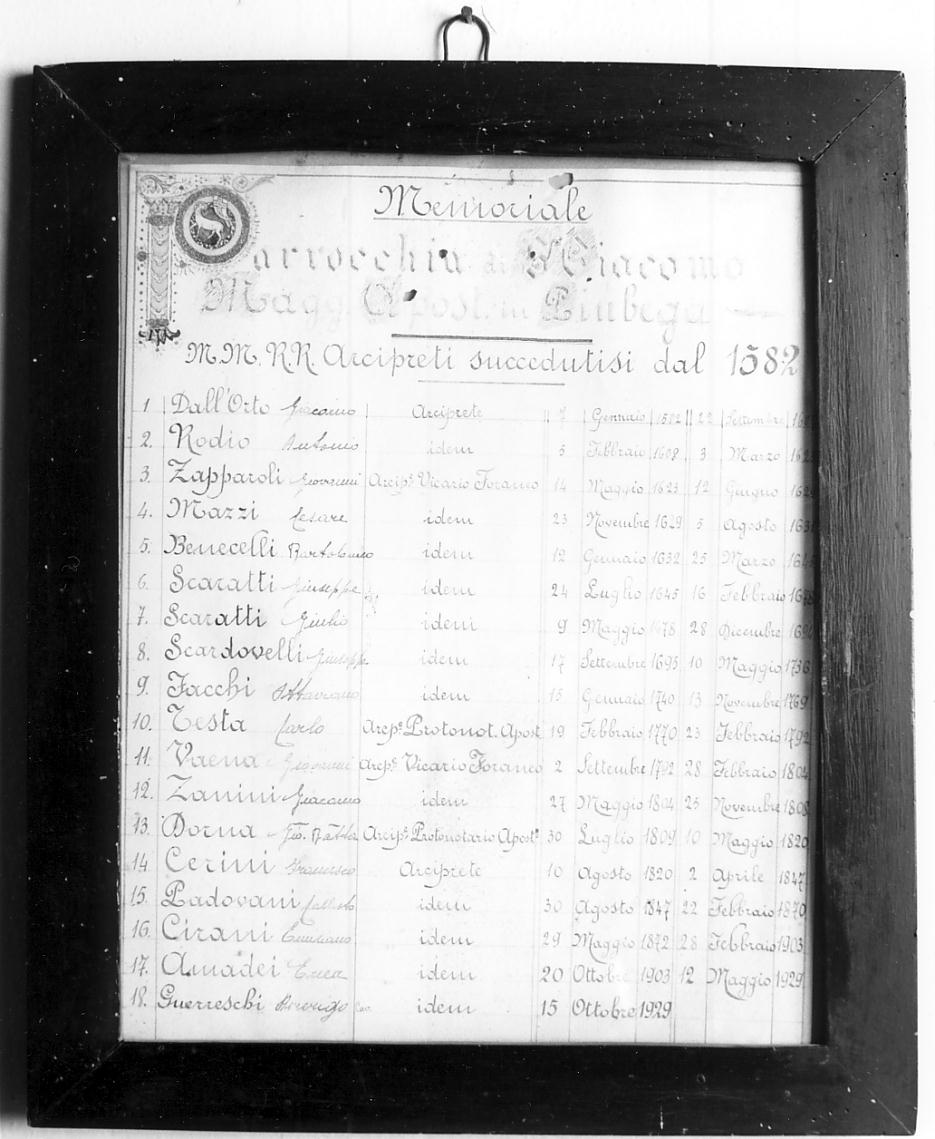 Memoriale
Parrocchia di S. Giacomo
Magg. Apost. in Piubega
M.M. R.R. Arcipreti succedutisi dal 1582
1 Dall'Orto Giacomo Arciprete 7 Gennaio 1582 22 Settembre
2. Rodio Antonio idem 5 Febbraio 1608 3 Marzo
3. Zapparoli Giovanni Arcip. Vicario Foraneo 14 Maggio 1623 12 Giugno
4. Mazzi Cesare idem 23 Novembre 1629 5 Agosto
5. Benecelli Bartolomeo idem 12 Gennaio 1632 25 Marzo
6. Scaratti Giuseppe idem 24 Luglio 1645 16 Febbraio
7. Scaratti Giulio idem 9 Maggio 1678 28 Dicembre
8. Scardovelli Giuseppe idem 17 Settembre 1695 10 Maggio 1736
9. Facchi Ottaviano idem 15 Gennaio 1740 13 Novembre 1769
10. Testa Carlo Arcp. Protonot. Apost. 19 Febbraio 1770 23 Febbraio 1792
11. Vaena Giovanni Arcip. Vicario Foraneo 2 Settembre 1792 28 Febbraio 1804
12. Zanini Giacomo idem 27 Maggio 1804 25 Novembre 1808
13. Dorna Gio. Batta Arcip. Protonotario Apost. 30 Luglio 1809 10 Maggio 1820
14. Cerini Francesco Arciprete 10 Agosto 1820 2 Aprile 1847
15. Padovani idem 30 Agosto 1847 22 Febbraio 1870
16. Cirani Emiliano idem 29 Maggio 1872 28 Febbraio 1903
17. Amadei Enea idem 20 Ottobre 1903 12 Maggio 1929
18. Guerreschi Arrigo idem 15 Ottobre 1929